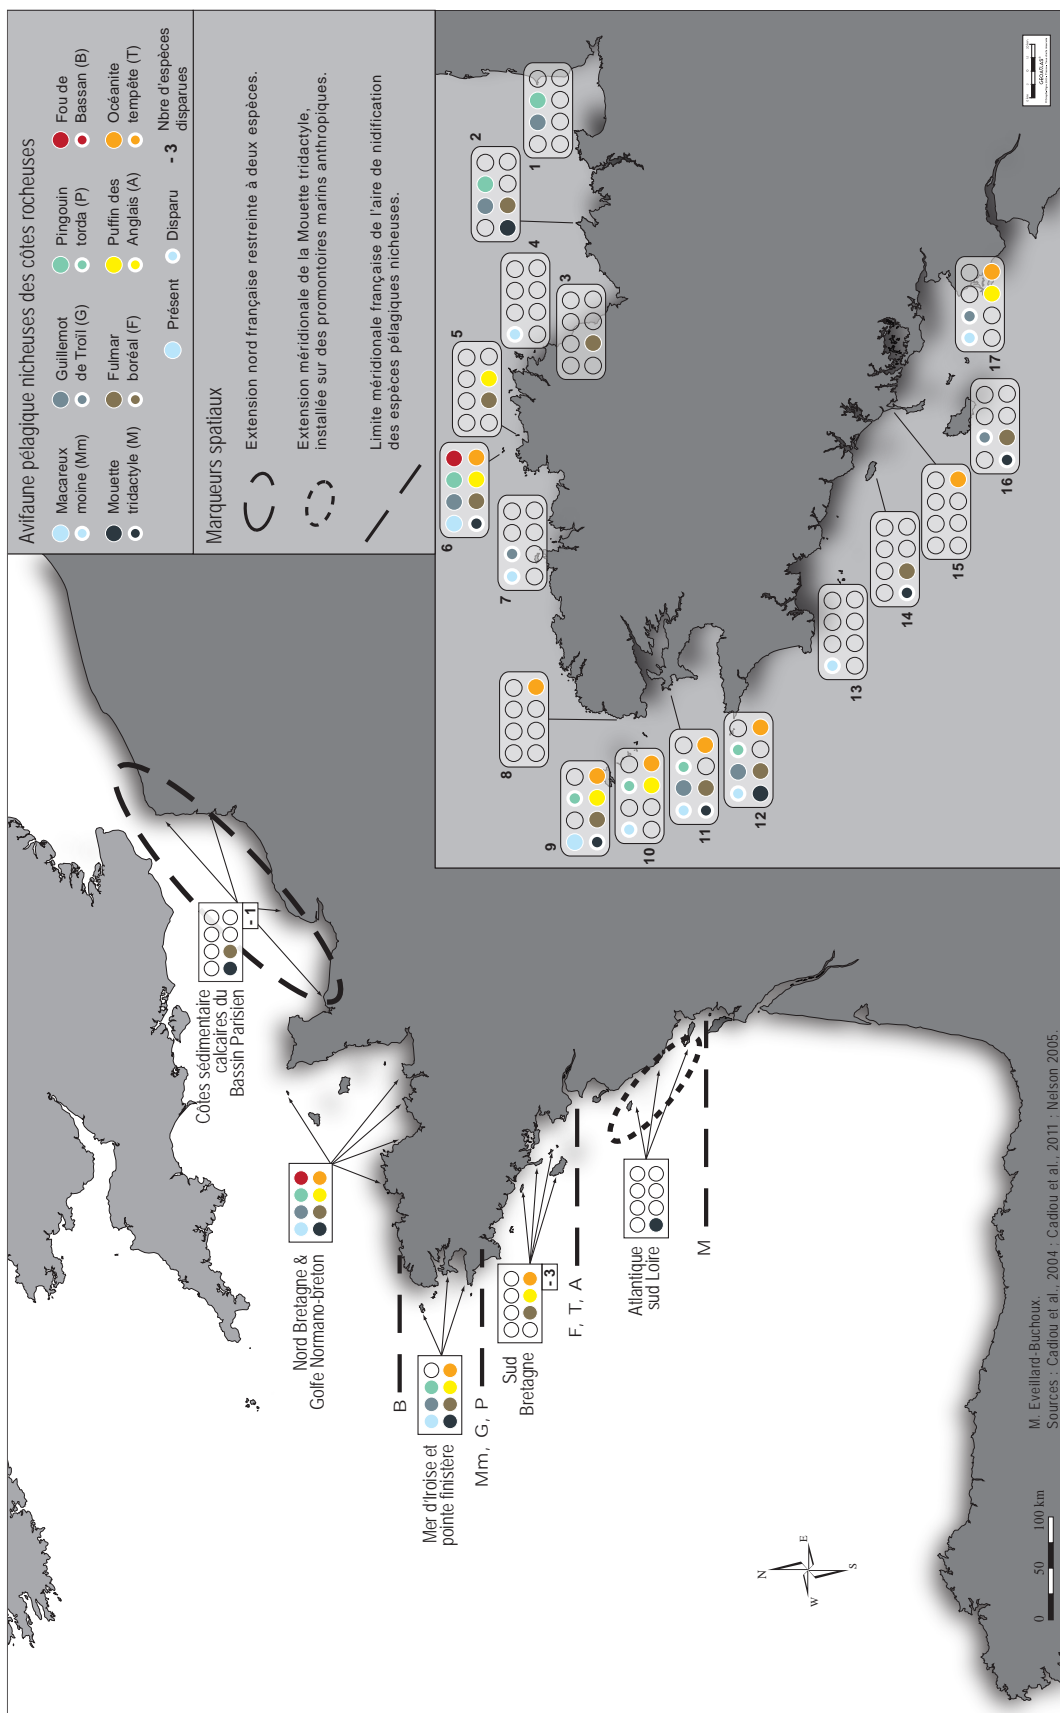 Avifaune pélagique nicheuses des côtes rocheuses
Macareux
moine (Mm)
Guillemot
de Troïl (G)
Pingouin
torda (P)
Fou de
Bassan (B)
Mouette
tridactyle (M)
Fulmar
boréal (F)
Puffin des
Anglais (A)
Océanite
tempête (T)
Présent
Disparu
- 3
Nbre d'espèces
disparues
Marqueurs spatiaux
Extension nord française restreinte à deux espèces.
Extension méridionale de la Mouette tridactyle,
installée sur des promontoires marins anthropiques.
Limite méridionale française de l'aire de nidification
des espèces pélagiques nicheuses.
Côtes sédimentaire
calcaires du
Bassin Parisien
- 1
Nord Bretagne &
Golfe Normano-breton
B
Mer d'Iroise et
pointe finistère
Mm, G, P
Sud
Bretagne
- 3
F, T, A
Atlantique
sud Loire
M
1
2
3
4
5
6
7
8
9
10
11
12
13
14
15
16
17
GEOATLAS
N
E
S
W
0
50
100 km
M. Eveillard-Buchoux.
Sources : Cadiou et al., 2004 ; Cadiou et al., 2011 ; Nelson 2005.